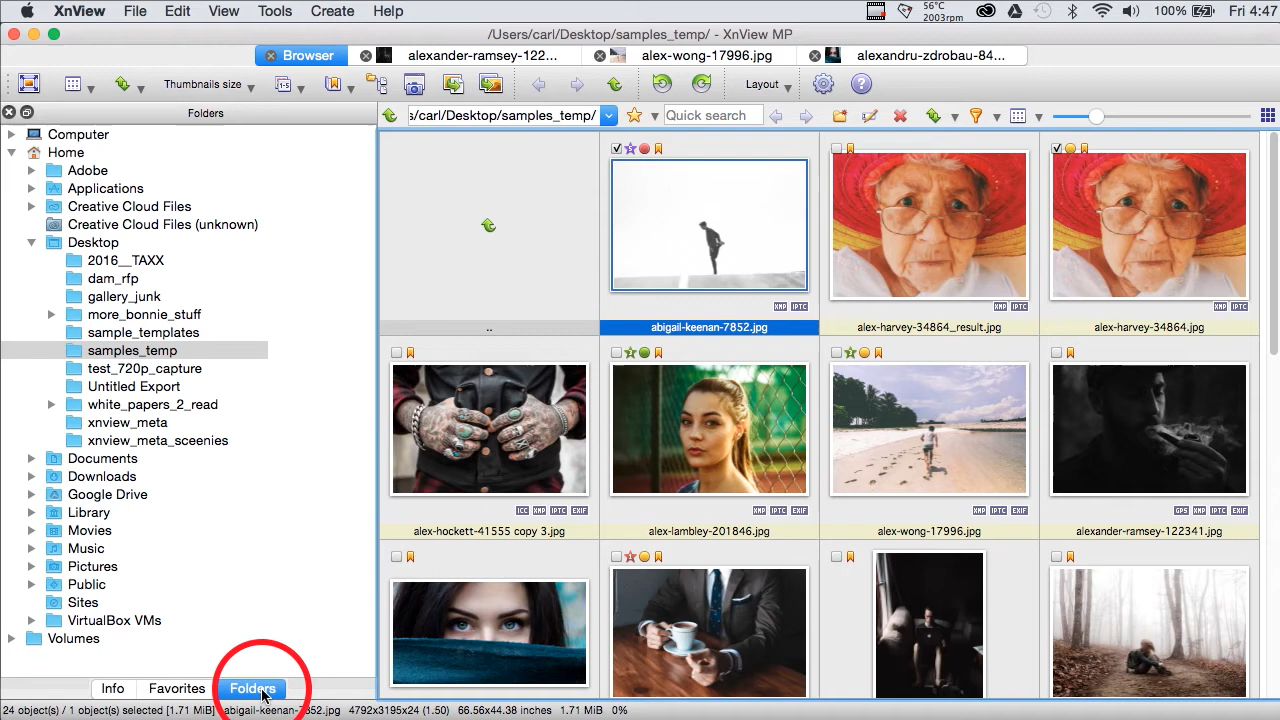 XnView File Edit View Tools Create Help 56°C 2003rpm 100% Fri 4:47
/Users/carl/Desktop/samples_temp/ - XnView MP
Browser alexander-ramsey-122... alex-wong-17996.jpg alexandru-zdrobau-84...
Thumbnails size Layout
Folders
/carl/Desktop/samples_temp/ Quick search
Computer
Home
Adobe
Applications
Creative Cloud Files
Creative Cloud Files (unknown)
Desktop
2016__TAXX
dam_rfp
gallery_junk
more_bonnie_stuff
sample_templates
samples_temp
test_720p_capture
Untitled Export
white_papers_2_read
xnview_meta
xnview_meta_sceenies
Documents
Downloads
Google Drive
Library
Movies
Music
Pictures
Public
Sites
VirtualBox VMs
Volumes
Info Favorites Folders
XMP IPTC XMP IPTC XMP IPTC
.. abigail-keenan-7852.jpg alex-harvey-34864_result.jpg alex-harvey-34864.jpg
ICC XMP IPTC EXIF XMP IPTC EXIF XMP IPTC EXIF GPS XMP IPTC EXIF
alex-hockett-41555 copy 3.jpg alex-lambley-201846.jpg alex-wong-17996.jpg alexander-ramsey-122341.jpg
24 object(s) / 1 object(s) selected [1.71 MiB] abigail-keenan-7852.jpg 4792x3195x24 (1.50) 66.56x44.38 inches 1.71 MiB 0%